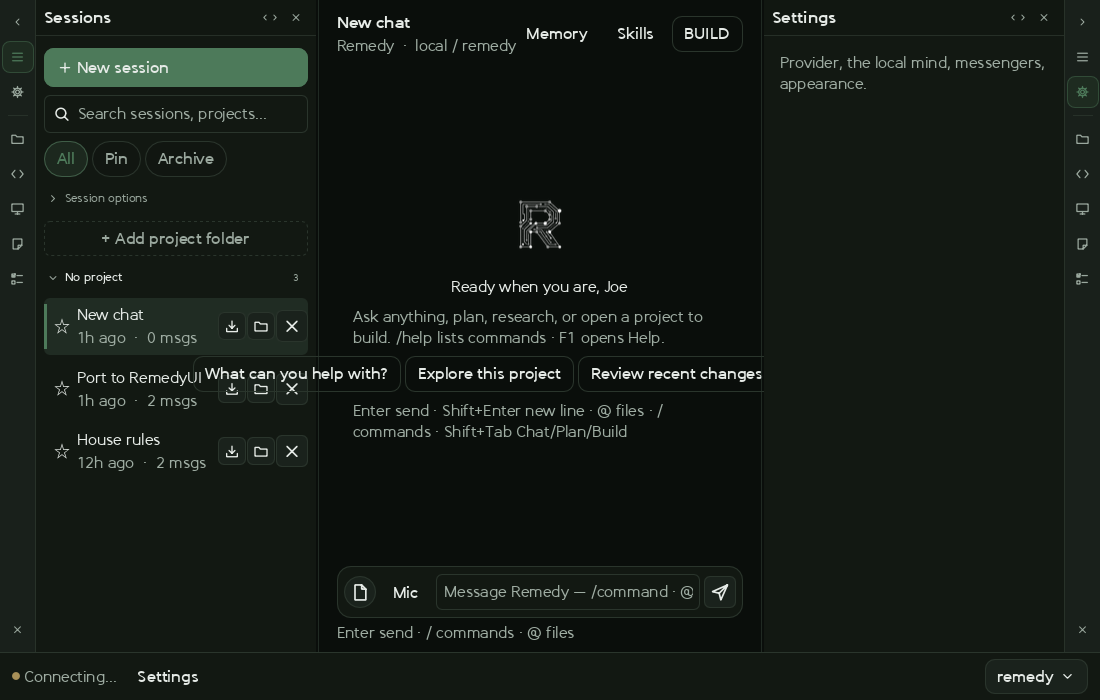 Sessions
+ New session
Search sessions, projects...
All
Pin
Archive
Session options
+ Add project folder
No project
3
New chat
1h ago · 0 msgs
Port to RemedyUI
1h ago · 2 msgs
House rules
12h ago · 2 msgs
New chat
Remedy · local / remedy
Memory
Skills
BUILD
Ready when you are, Joe
Ask anything, plan, research, or open a project to
build. /help lists commands · F1 opens Help.
What can you help with?
Explore this project
Review recent changes
Enter send · Shift+Enter new line · @ files · /
commands · Shift+Tab Chat/Plan/Build
Mic
Message Remedy — /command · @
Enter send · / commands · @ files
Settings
Provider, the local mind, messengers,
appearance.
Connecting...
Settings
remedy